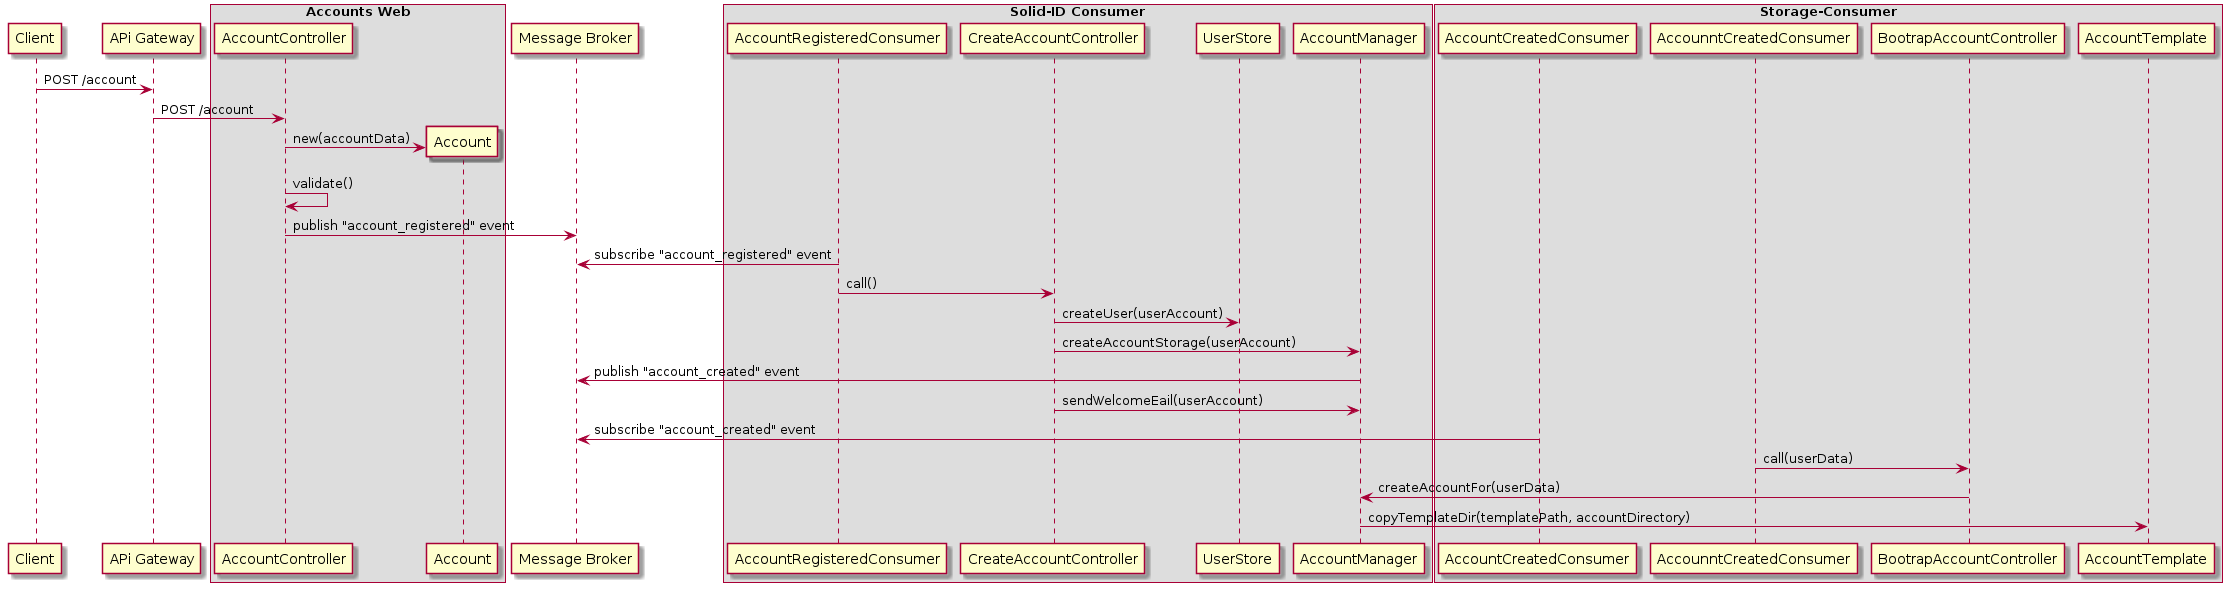 Accounts Web
Solid-ID Consumer
Storage-Consumer
Client
APi Gateway
AccountController
Message Broker
AccountRegisteredConsumer
CreateAccountController
UserStore
AccountManager
AccountCreatedConsumer
AccounntCreatedConsumer
BootrapAccountController
AccountTemplate
POST /account
POST /account
new(accountData)
Account
validate()
publish "account_registered" event
subscribe "account_registered" event
call()
createUser(userAccount)
createAccountStorage(userAccount)
publish "account_created" event
sendWelcomeEail(userAccount)
subscribe "account_created" event
call(userData)
createAccountFor(userData)
copyTemplateDir(templatePath, accountDirectory)
Client
APi Gateway
AccountController
Account
Message Broker
AccountRegisteredConsumer
CreateAccountController
UserStore
AccountManager
AccountCreatedConsumer
AccounntCreatedConsumer
BootrapAccountController
AccountTemplate